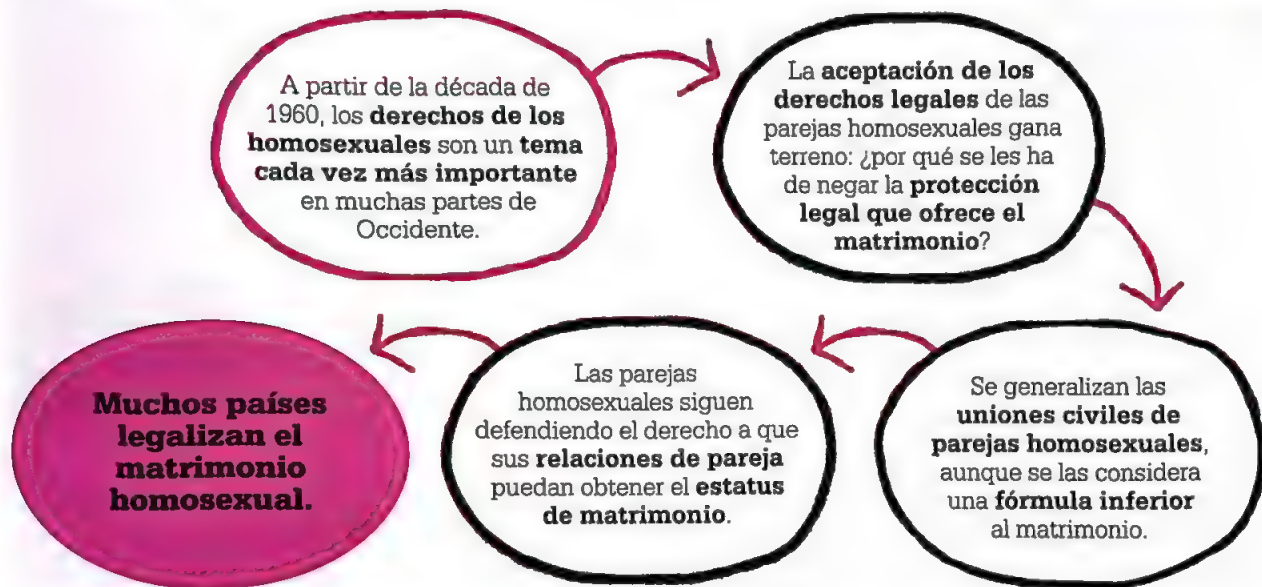 A partir de la década de
1960, los derechos de los
homosexuales son un tema
cada vez más importante
en muchas partes de
Occidente.
La aceptación de los
derechos legales de las
parejas homosexuales gana
terreno: ¿por qué se les ha
de negar la protección
legal que ofrece el
matrimonio?
Se generalizan las
uniones civiles de
parejas homosexuales,
aunque se las considera
una fórmula inferior
al matrimonio.
Las parejas
homosexuales siguen
defendiendo el derecho a que
sus relaciones de pareja
puedan obtener el estatus
de matrimonio.
Muchos países
legalizan el
matrimonio
homosexual.